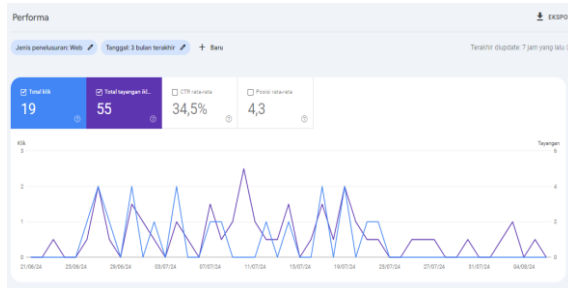 Performa
EKSPO
Jenis penelusuran: Web
Tanggal: 3 bulan terakhir
+ Baru
Terakhir diupdate: 7 jam yang lalu
Total klik
Total tayangan ikl...
CTR rata-rata
Posisi rata-rata
19
55
34,5%
4,3
Klik
Tayangan
3
6
2
4
1
2
0
0
21/06/24
25/06/24
29/06/24
03/07/24
07/07/24
11/07/24
15/07/24
19/07/24
23/07/24
27/07/24
31/07/24
04/08/24